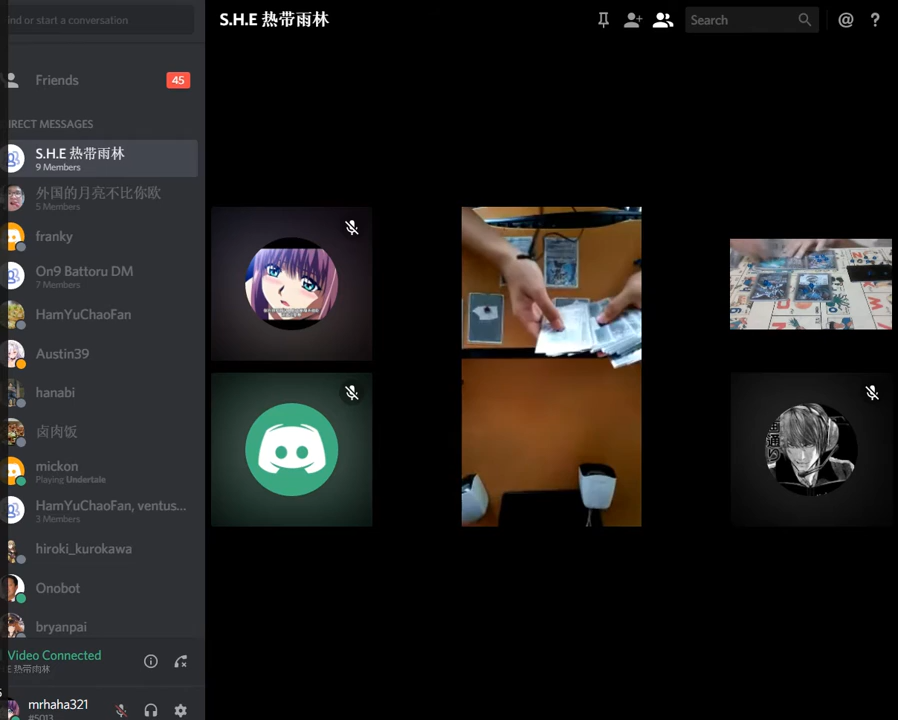 ind or start a conversation
S.H.E 热带雨林
Search
Friends
45
IRECT MESSAGES
S.H.E 热带雨林
9 Members
外国的月亮不比你欧
5 Members
franky
On9 Battoru DM
7 Members
HamYuChaoFan
Austin39
hanabi
卤肉饭
mickon
Playing Undertale
HamYuChaoFan, ventus...
3 Members
hiroki_kurokawa
Onobot
bryanpai
Video Connected
E 热带雨林
mrhaha321
#5013